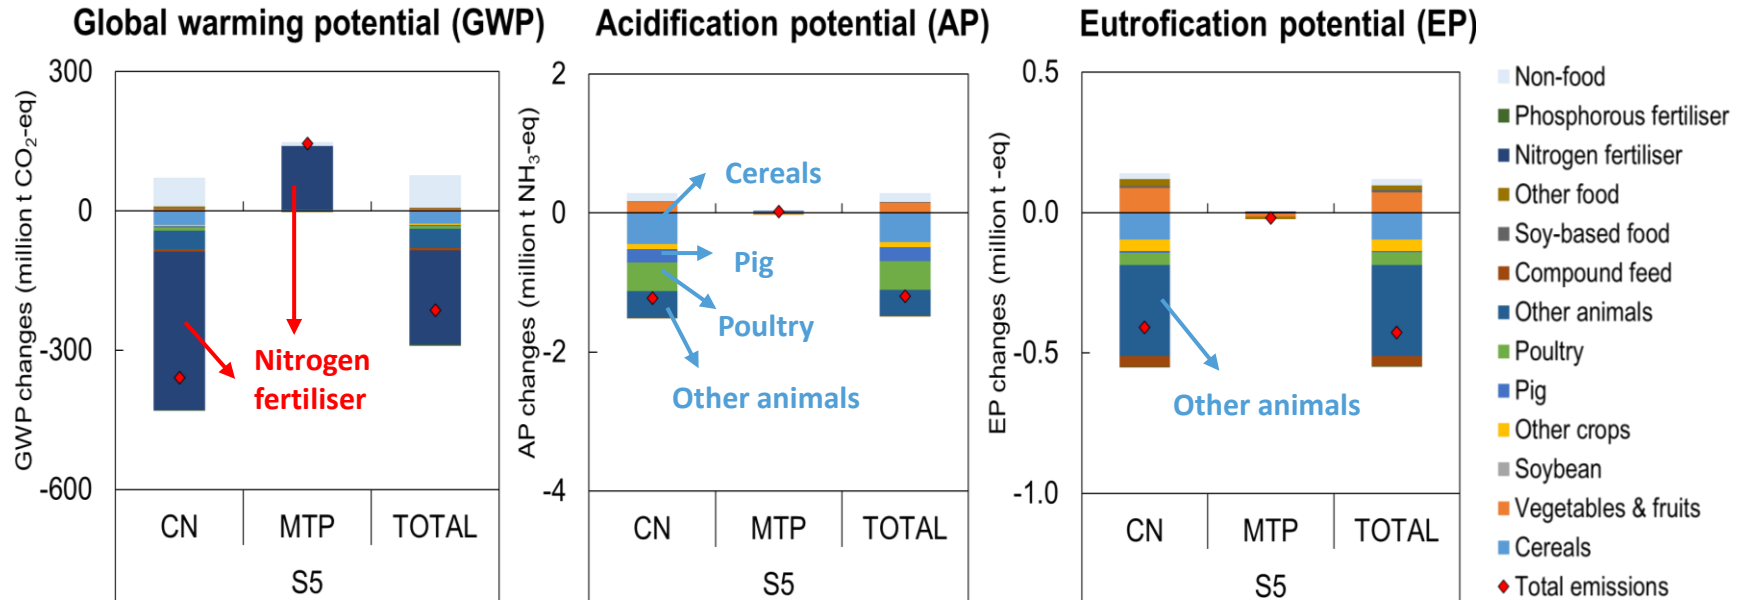 Global warming potential (GWP)
GWP changes (million t CO₂-eq)
300
0
-300
-600
Nitrogen
fertiliser
CN MTP TOTAL
S5
Acidification potential (AP)
AP changes (million t NH₃-eq)
2
0
-2
-4
Cereals
Pig
Poultry
Other animals
CN MTP TOTAL
S5
Eutrofication potential (EP)
EP changes (million t -eq)
0.5
0.0
-0.5
-1.0
Other animals
CN MTP TOTAL
S5
Non-food
Phosphorous fertiliser
Nitrogen fertiliser
Other food
Soy-based food
Compound feed
Other animals
Poultry
Pig
Other crops
Soybean
Vegetables & fruits
Cereals
Total emissions